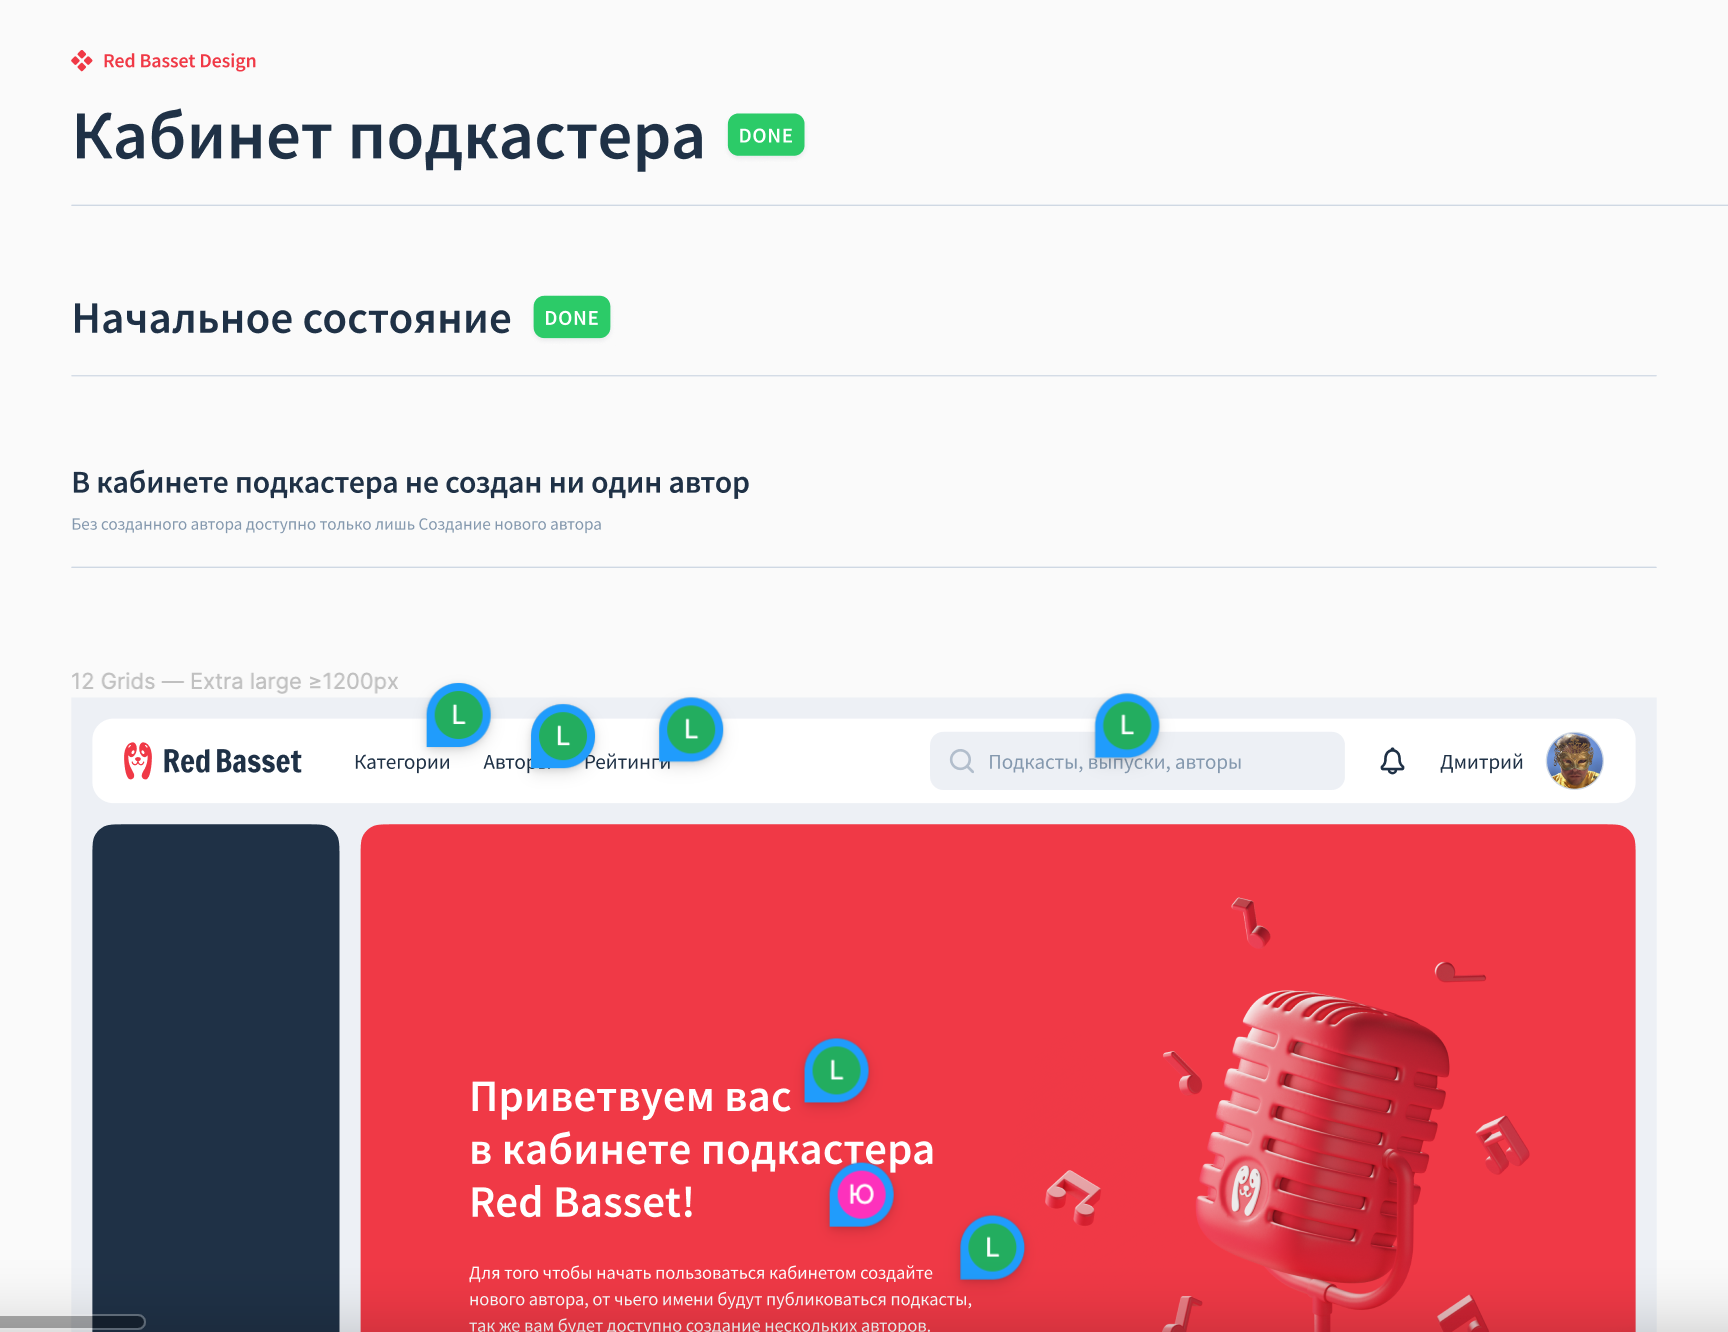 Red Basset Design
Кабинет подкастера DONE
Начальное состояние DONE
В кабинете подкастера не создан ни один автор
Без созданного автора доступно только лишь Создание нового автора
12 Grids — Extra large ≥1200px
L
L
L
L
Red Basset Категории Рейтинги Подкасты, выпуски, авторы Дмитрий
L
Приветвуем вас
в кабинете подкастера
Ю
Red Basset!
L
Для того чтобы начать пользоваться кабинетом создайте
нового автора, от чьего имени будут публиковаться подкасты,
так же вам будет доступно создание нескольких авторов.